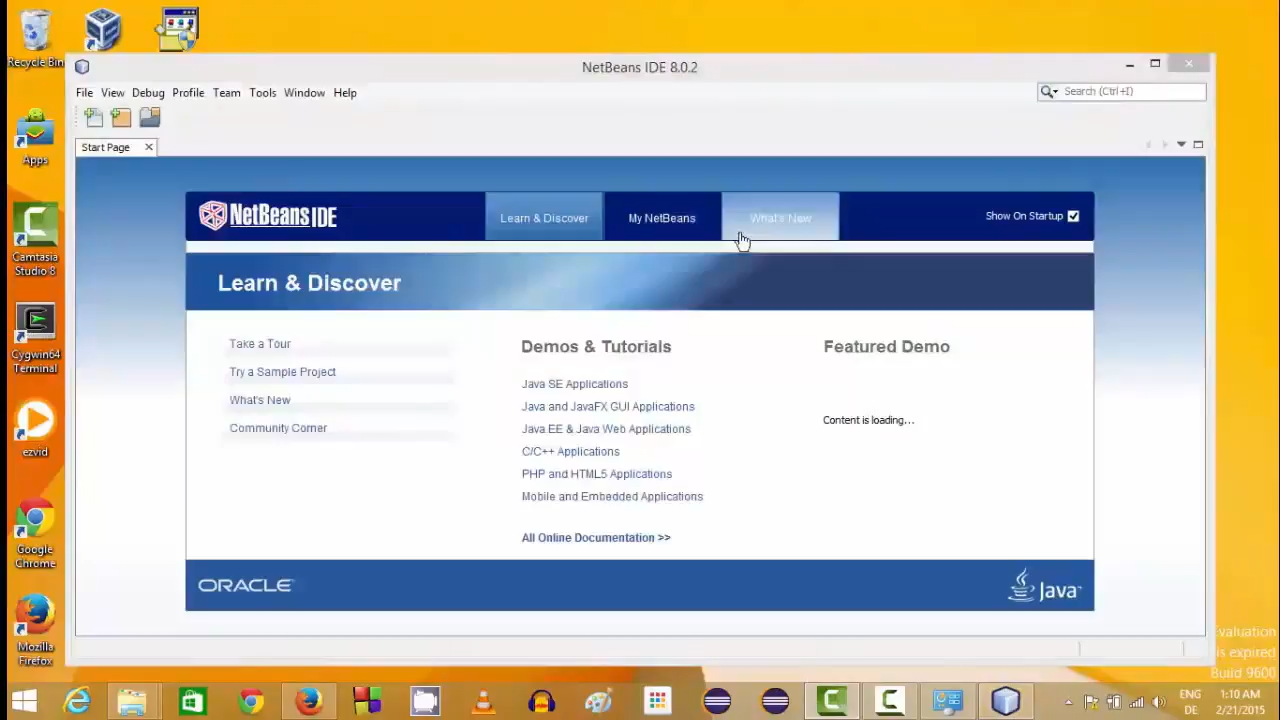 Recycle Bin
NetBeans IDE 8.0.2
File View Debug Profile Team Tools Window Help
Search (Ctrl+I)
Start Page
Apps
NetBeans IDE
Learn & Discover
My NetBeans
What's New
Show On Startup
Camtasia
Studio 8
Learn & Discover
Take a Tour
Try a Sample Project
What's New
Community Corner
Demos & Tutorials
Java SE Applications
Java and JavaFX GUI Applications
Java EE & Java Web Applications
C/C++ Applications
PHP and HTML5 Applications
Mobile and Embedded Applications
All Online Documentation >>
Featured Demo
Content is loading...
Cygwin64
Terminal
ezvid
Google
Chrome
ORACLE
Java
Mozilla
Firefox
valuation
is expired
Build 9600
ENG
DE
1:10 AM
2/21/2015